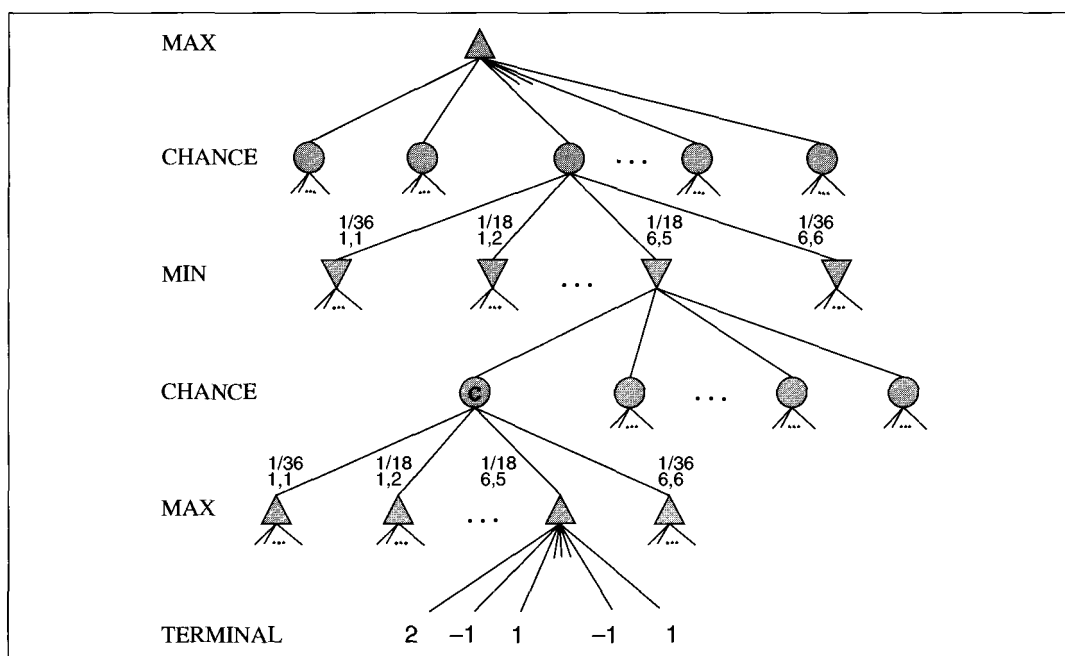 MAX
CHANCE
...
... ... ... ... ...
1/36 1/18 1/18 1/36
1,1 1,2 6,5 6,6
MIN
...
... ... ...
CHANCE
C
...
... ... ...
1/36 1/18 1/18 1/36
1,1 1,2 6,5 6,6
MAX
...
... ... ...
TERMINAL 2 –1 1 –1 1